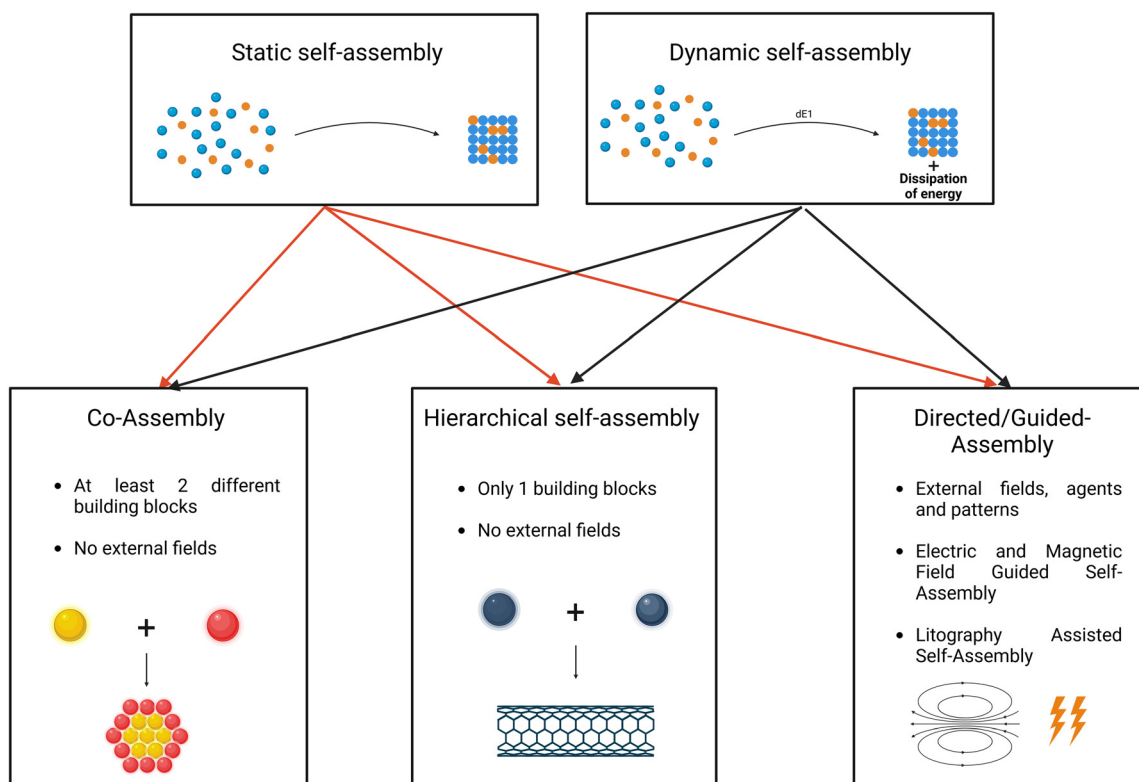 Static self-assembly
Dynamic self-assembly
dE1
+
Dissipation
of energy
Co-Assembly
• At least 2 different
building blocks
• No external fields
+
Hierarchical self-assembly
• Only 1 building blocks
• No external fields
+
Directed/Guided-
Assembly
• External fields, agents
and patterns
• Electric and Magnetic
Field Guided Self-
Assembly
• Litography Assisted
Self-Assembly